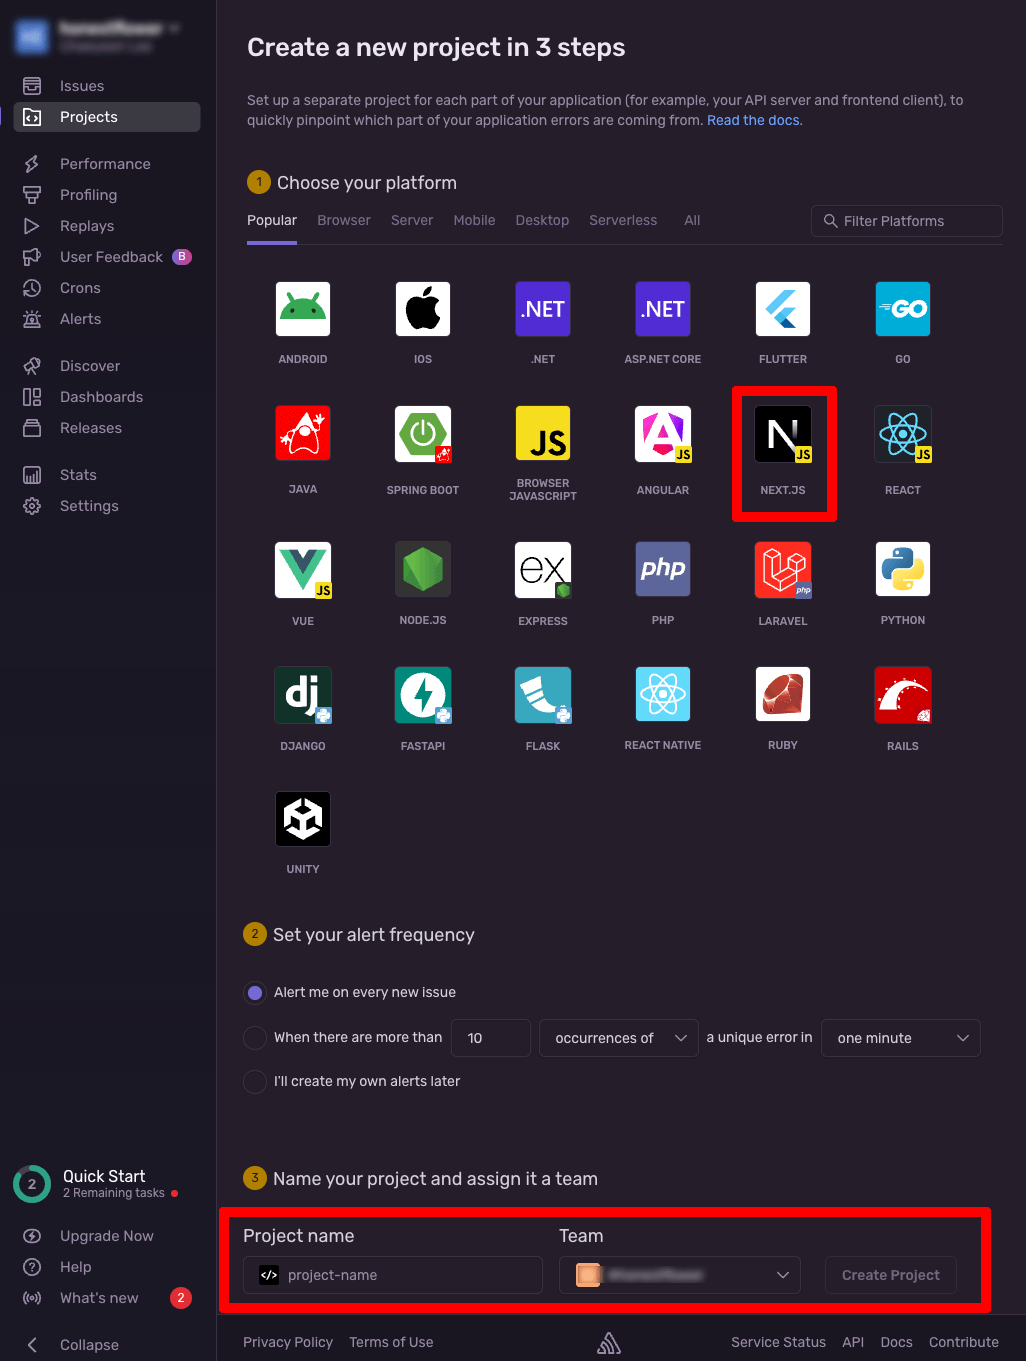 Issues
Projects
Performance
Profiling
Replays
User Feedback B
Crons
Alerts
Discover
Dashboards
Releases
Stats
Settings
2
Quick Start
2 Remaining tasks
Upgrade Now
Help
What's new 2
Collapse
Create a new project in 3 steps
Set up a separate project for each part of your application (for example, your API server and frontend client), to
quickly pinpoint which part of your application errors are coming from. Read the docs.
1 Choose your platform
Popular Browser Server Mobile Desktop Serverless All Filter Platforms
.NET .NET GO
ANDROID IOS .NET ASP.NET CORE FLUTTER GO
JS JS N JS JS
JAVA SPRING BOOT BROWSER JAVASCRIPT ANGULAR NEXT.JS REACT
JS ex php php
VUE NODE.JS EXPRESS PHP LARAVEL PYTHON
dj
DJANGO FASTAPI FLASK REACT NATIVE RUBY RAILS
UNITY
2 Set your alert frequency
Alert me on every new issue
When there are more than 10 occurrences of a unique error in one minute
I'll create my own alerts later
3 Name your project and assign it a team
Project name Team
</> project-name Create Project
Privacy Policy Terms of Use Service Status API Docs Contribute